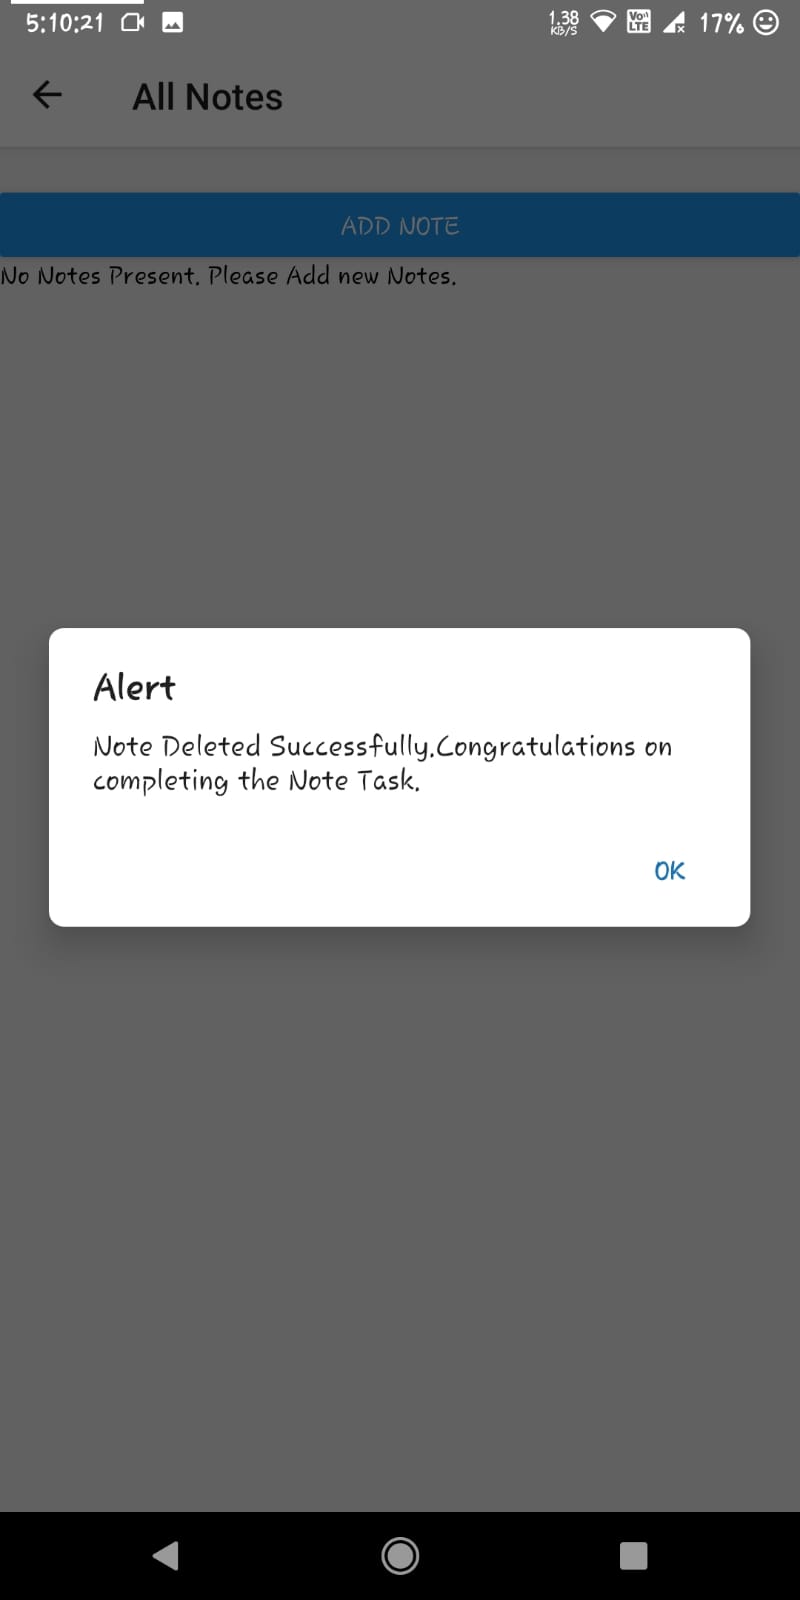 5:10:21 1.38 KB/S Vo)) LTE 17%
All Notes
ADD NOTE
No Notes Present. Please Add new Notes.
Alert
Note Deleted Successfully.Congratulations on
completing the Note Task.
OK